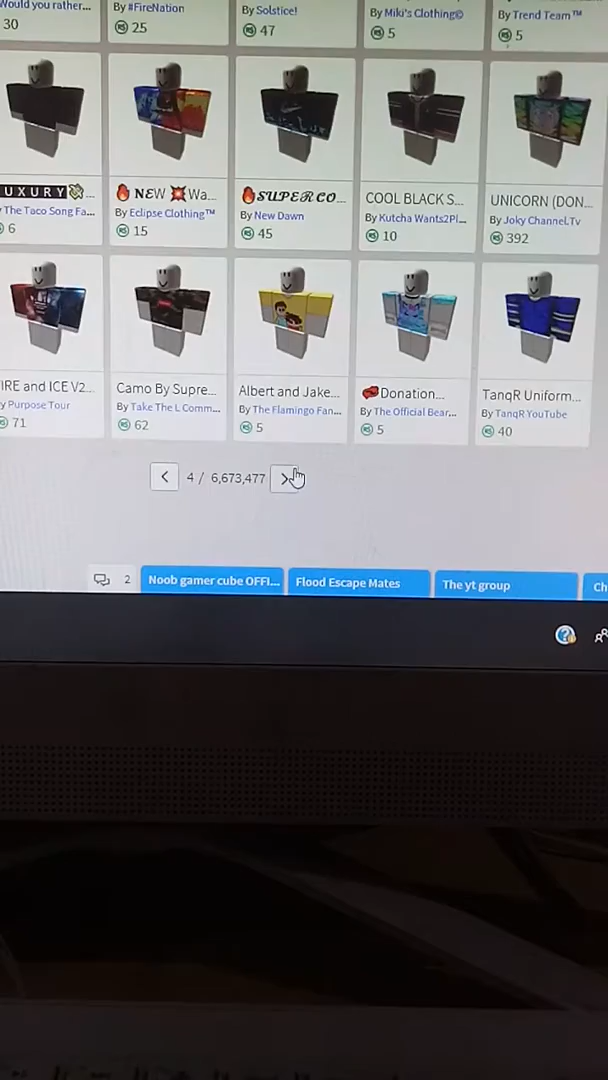 Would you rather...
By #FireNation
By Solstice!
By Miki's Clothing©
By Trend Team™
30
25
47
5
5
UXURY💸...
🔥 NEW 💥 Wa...
🔥SUPER CO...
COOL BLACK S...
UNICORN (DON...
The Taco Song Fa...
By Eclipse Clothing™
By New Dawn
By Kutcha Wants2Pl...
By Joky Channel.Tv
6
15
45
10
392
IRE and ICE V2...
Camo By Supre...
Albert and Jake...
Donation...
TanqR Uniform...
y Purpose Tour
By Take The L Comm...
By The Flamingo Fan...
By The Official Bear...
By TanqR YouTube
71
62
5
5
40
4 / 6,673,477
2
Noob gamer cube OFFI...
Flood Escape Mates
The yt group
Ch